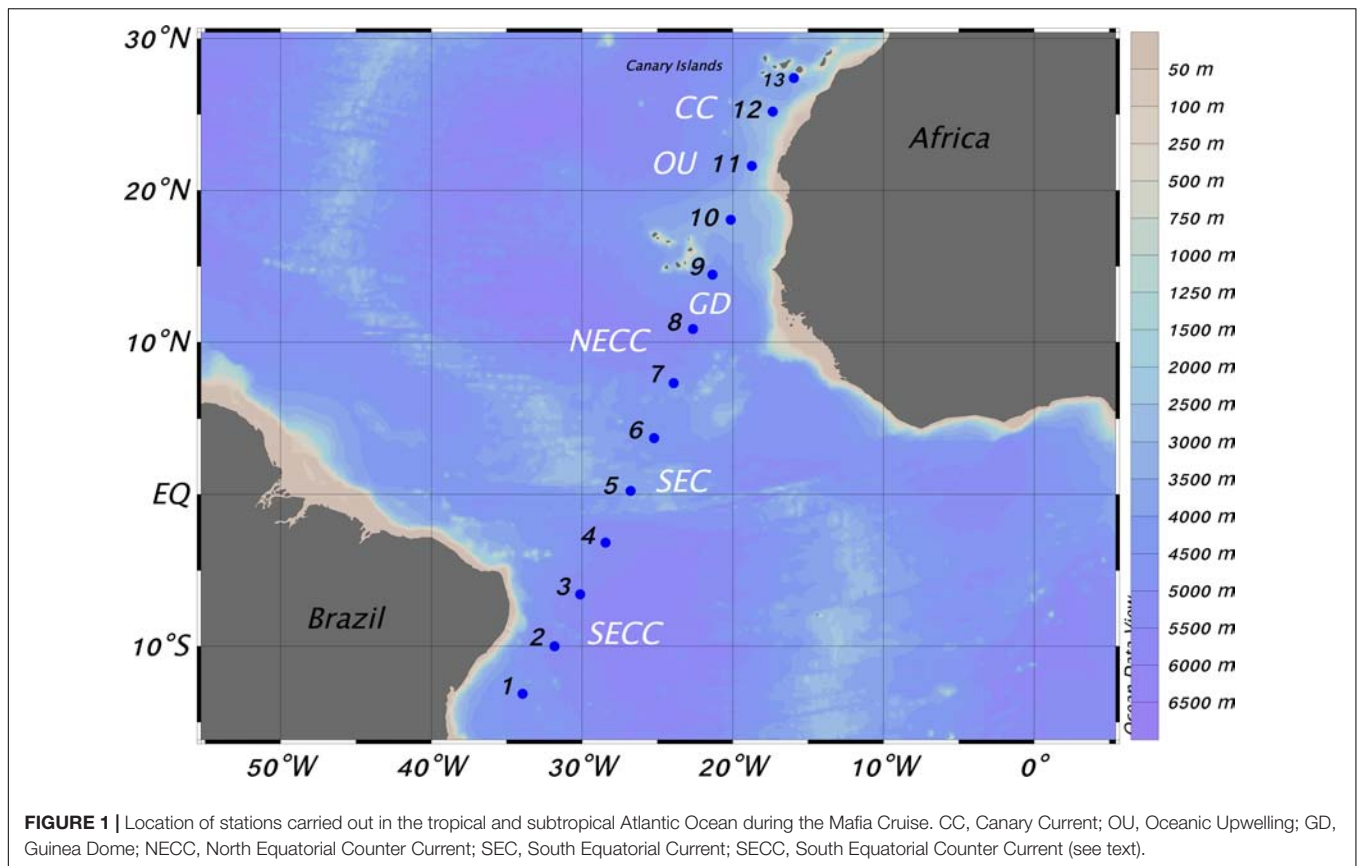 30°N
20°N
10°N
EQ
10°S
Canary Islands
13
CC 12
OU 11
10
9
GD
8
NECC
7
6
5 SEC
4
3
SECC
2
1
Africa
Brazil
50°W 40°W 30°W 20°W 10°W 0°
50 m
100 m
250 m
500 m
750 m
1000 m
1250 m
1500 m
2000 m
2500 m
3000 m
3500 m
4000 m
4500 m
5000 m
5500 m
6000 m
6500 m
Ocean Data View
FIGURE 1 | Location of stations carried out in the tropical and subtropical Atlantic Ocean during the Mafia Cruise. CC, Canary Current; OU, Oceanic Upwelling; GD,
Guinea Dome; NECC, North Equatorial Counter Current; SEC, South Equatorial Current; SECC, South Equatorial Counter Current (see text).